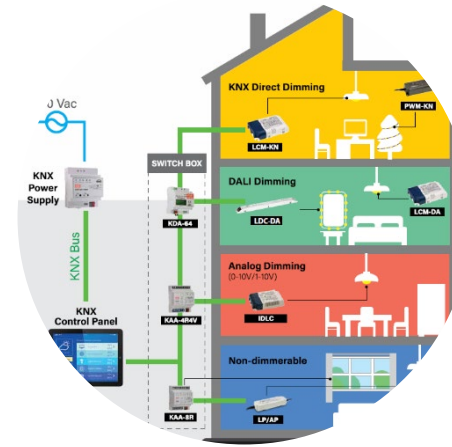 0 Vac
KNX
Power
Supply
KNX Bus
KNX
Control Panel
SWITCH BOX
KDA-64
KAA-4R4V
KAA-8R
KNX Direct Dimming
LCM-KN
PWM-KN
DALI Dimming
LDC-DA
LCM-DA
Analog Dimming
(0-10V/1-10V)
IDLC
Non-dimmerable
LP/AP